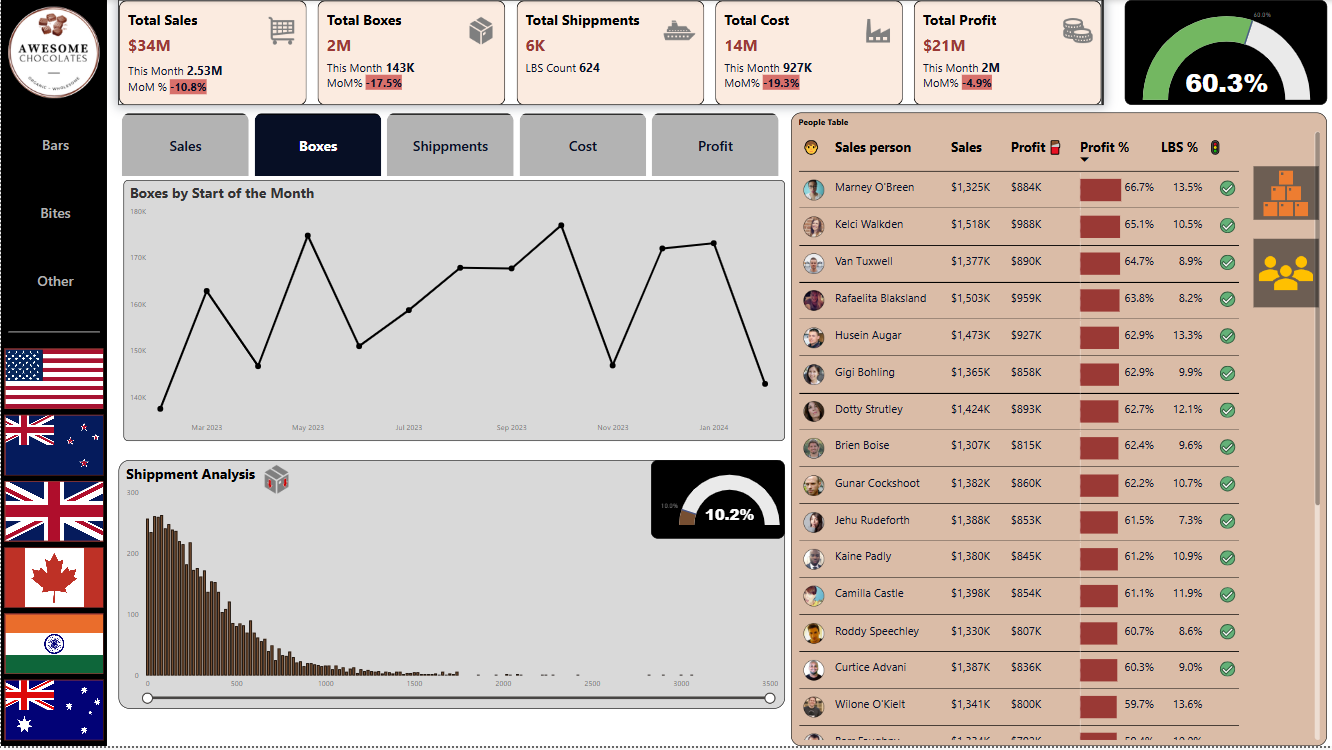 AWESOME
CHOCOLATES
ORGANIC • WHOLESOME
Bars
Bites
Other
Total Sales
$34M
This Month 2.53M
MoM % -10.8%
Total Boxes
2M
This Month 143K
MoM% -17.5%
Total Shippments
6K
LBS Count 624
Total Cost
14M
This Month 927K
MoM% -19.3%
Total Profit
$21M
This Month 2M
MoM% -4.9%
60.0%
60.3%
Sales
Boxes
Shippments
Cost
Profit
Boxes by Start of the Month
180K
170K
160K
150K
140K
Mar 2023 May 2023 Jul 2023 Sep 2023 Nov 2023 Jan 2024
Shippment Analysis
10.0%
10.2%
300
200
100
0
0 500 1000 1500 2000 2500 3000 3500
People Table
Sales person Sales Profit Profit % LBS %
Marney O'Breen $1,325K $884K 66.7% 13.5%
Kelci Walkden $1,518K $988K 65.1% 10.5%
Van Tuxwell $1,377K $890K 64.7% 8.9%
Rafaelita Blaksland $1,503K $959K 63.8% 8.2%
Husein Augar $1,473K $927K 62.9% 13.3%
Gigi Bohling $1,365K $858K 62.9% 9.9%
Dotty Strutley $1,424K $893K 62.7% 12.1%
Brien Boise $1,307K $815K 62.4% 9.6%
Gunar Cockshoot $1,382K $860K 62.2% 10.7%
Jehu Rudeforth $1,388K $853K 61.5% 7.3%
Kaine Padly $1,380K $845K 61.2% 10.9%
Camilla Castle $1,398K $854K 61.1% 11.9%
Roddy Speechley $1,330K $807K 60.7% 8.6%
Curtice Advani $1,387K $836K 60.3% 9.0%
Wilone O'Kielt $1,341K $800K 59.7% 13.6%